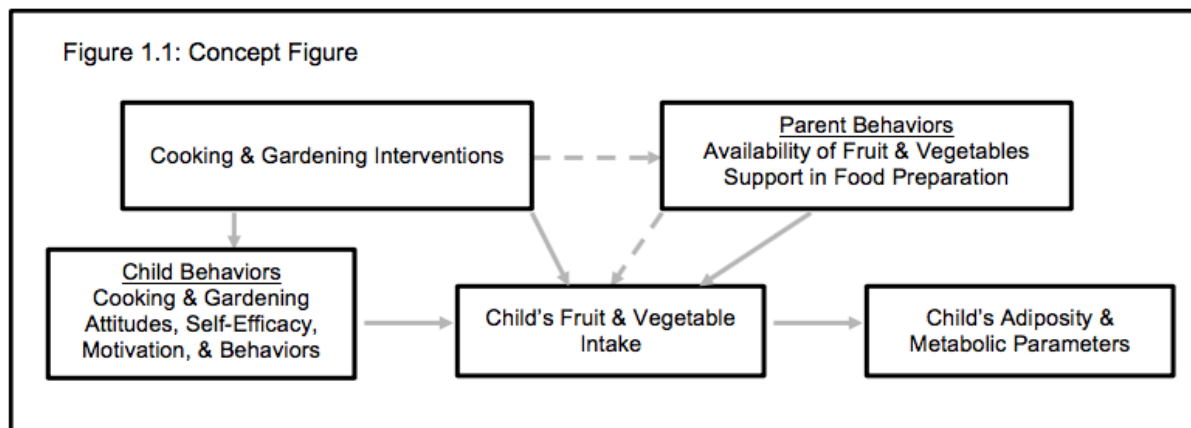 Figure 1.1: Concept Figure
Cooking & Gardening Interventions
Parent Behaviors
Availability of Fruit & Vegetables
Support in Food Preparation
Child Behaviors
Cooking & Gardening
Attitudes, Self-Efficacy,
Motivation, & Behaviors
Child's Fruit & Vegetable
Intake
Child's Adiposity &
Metabolic Parameters